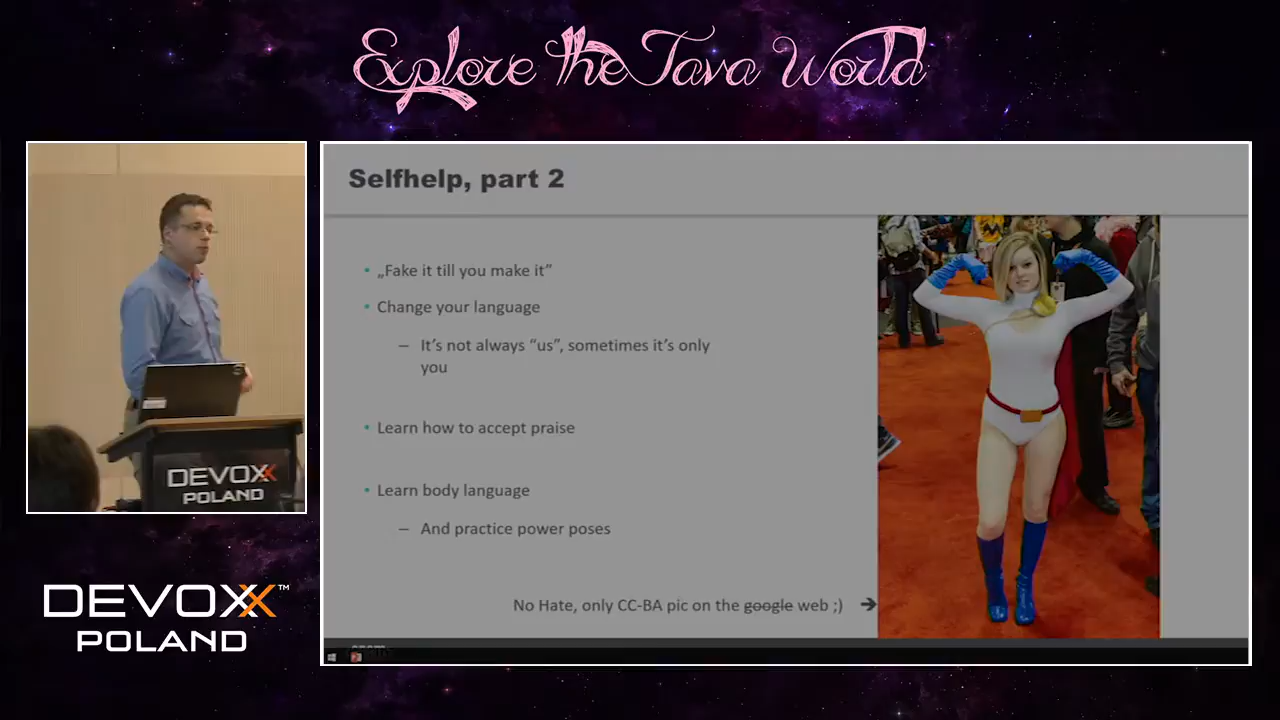 Explore the Java World
Selfhelp, part 2
• „Fake it till you make it”
• Change your language
– It’s not always “us”, sometimes it’s only
you
• Learn how to accept praise
• Learn body language
– And practice power poses
No Hate, only CC-BA pic on the google web ;) ➔
DEVOXX
POLAND
DEVOXX™
POLAND